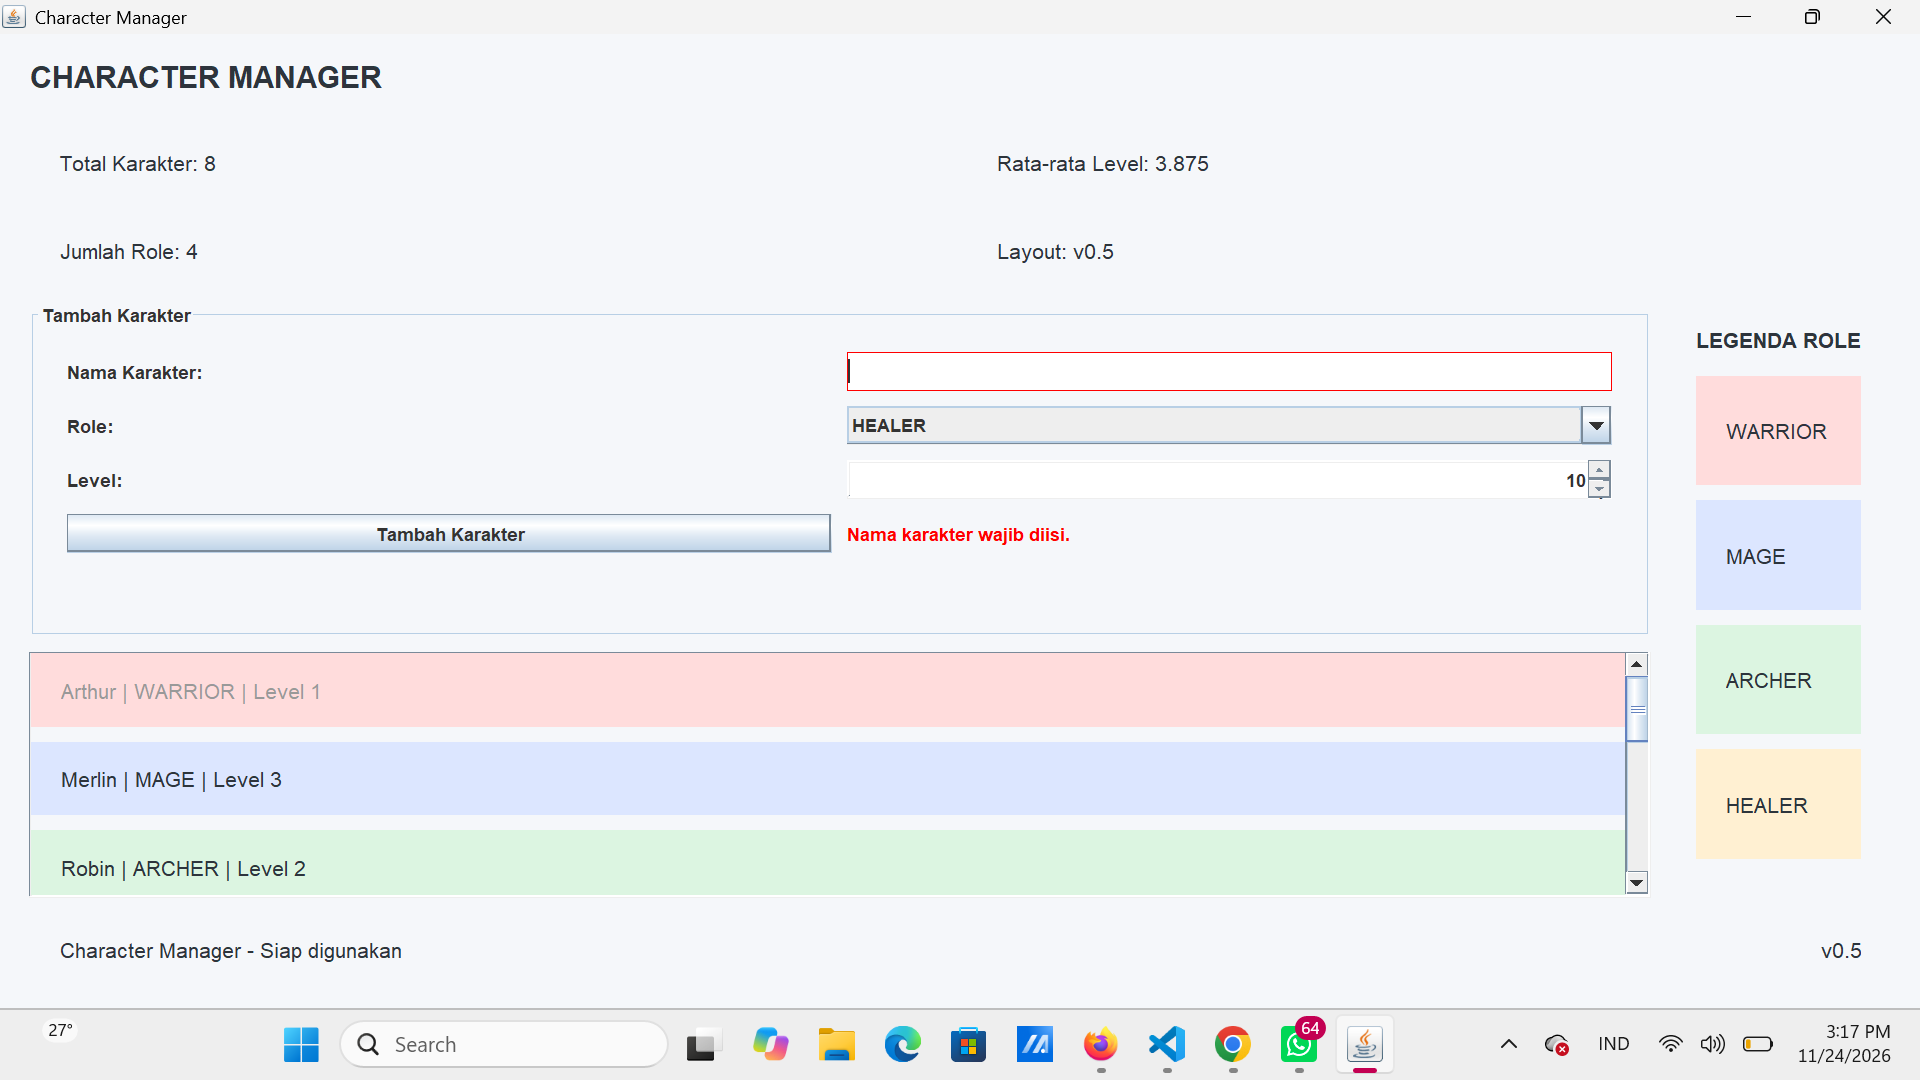 Character Manager
CHARACTER MANAGER
Total Karakter: 8
Rata-rata Level: 3.875
Jumlah Role: 4
Layout: v0.5
Tambah Karakter
Nama Karakter:
Role:
HEALER
Level:
10
Tambah Karakter
Nama karakter wajib diisi.
LEGENDA ROLE
WARRIOR
MAGE
ARCHER
HEALER
Arthur | WARRIOR | Level 1
Merlin | MAGE | Level 3
Robin | ARCHER | Level 2
Character Manager - Siap digunakan
v0.5
27°
Search
64
IND
3:17 PM
11/24/2026